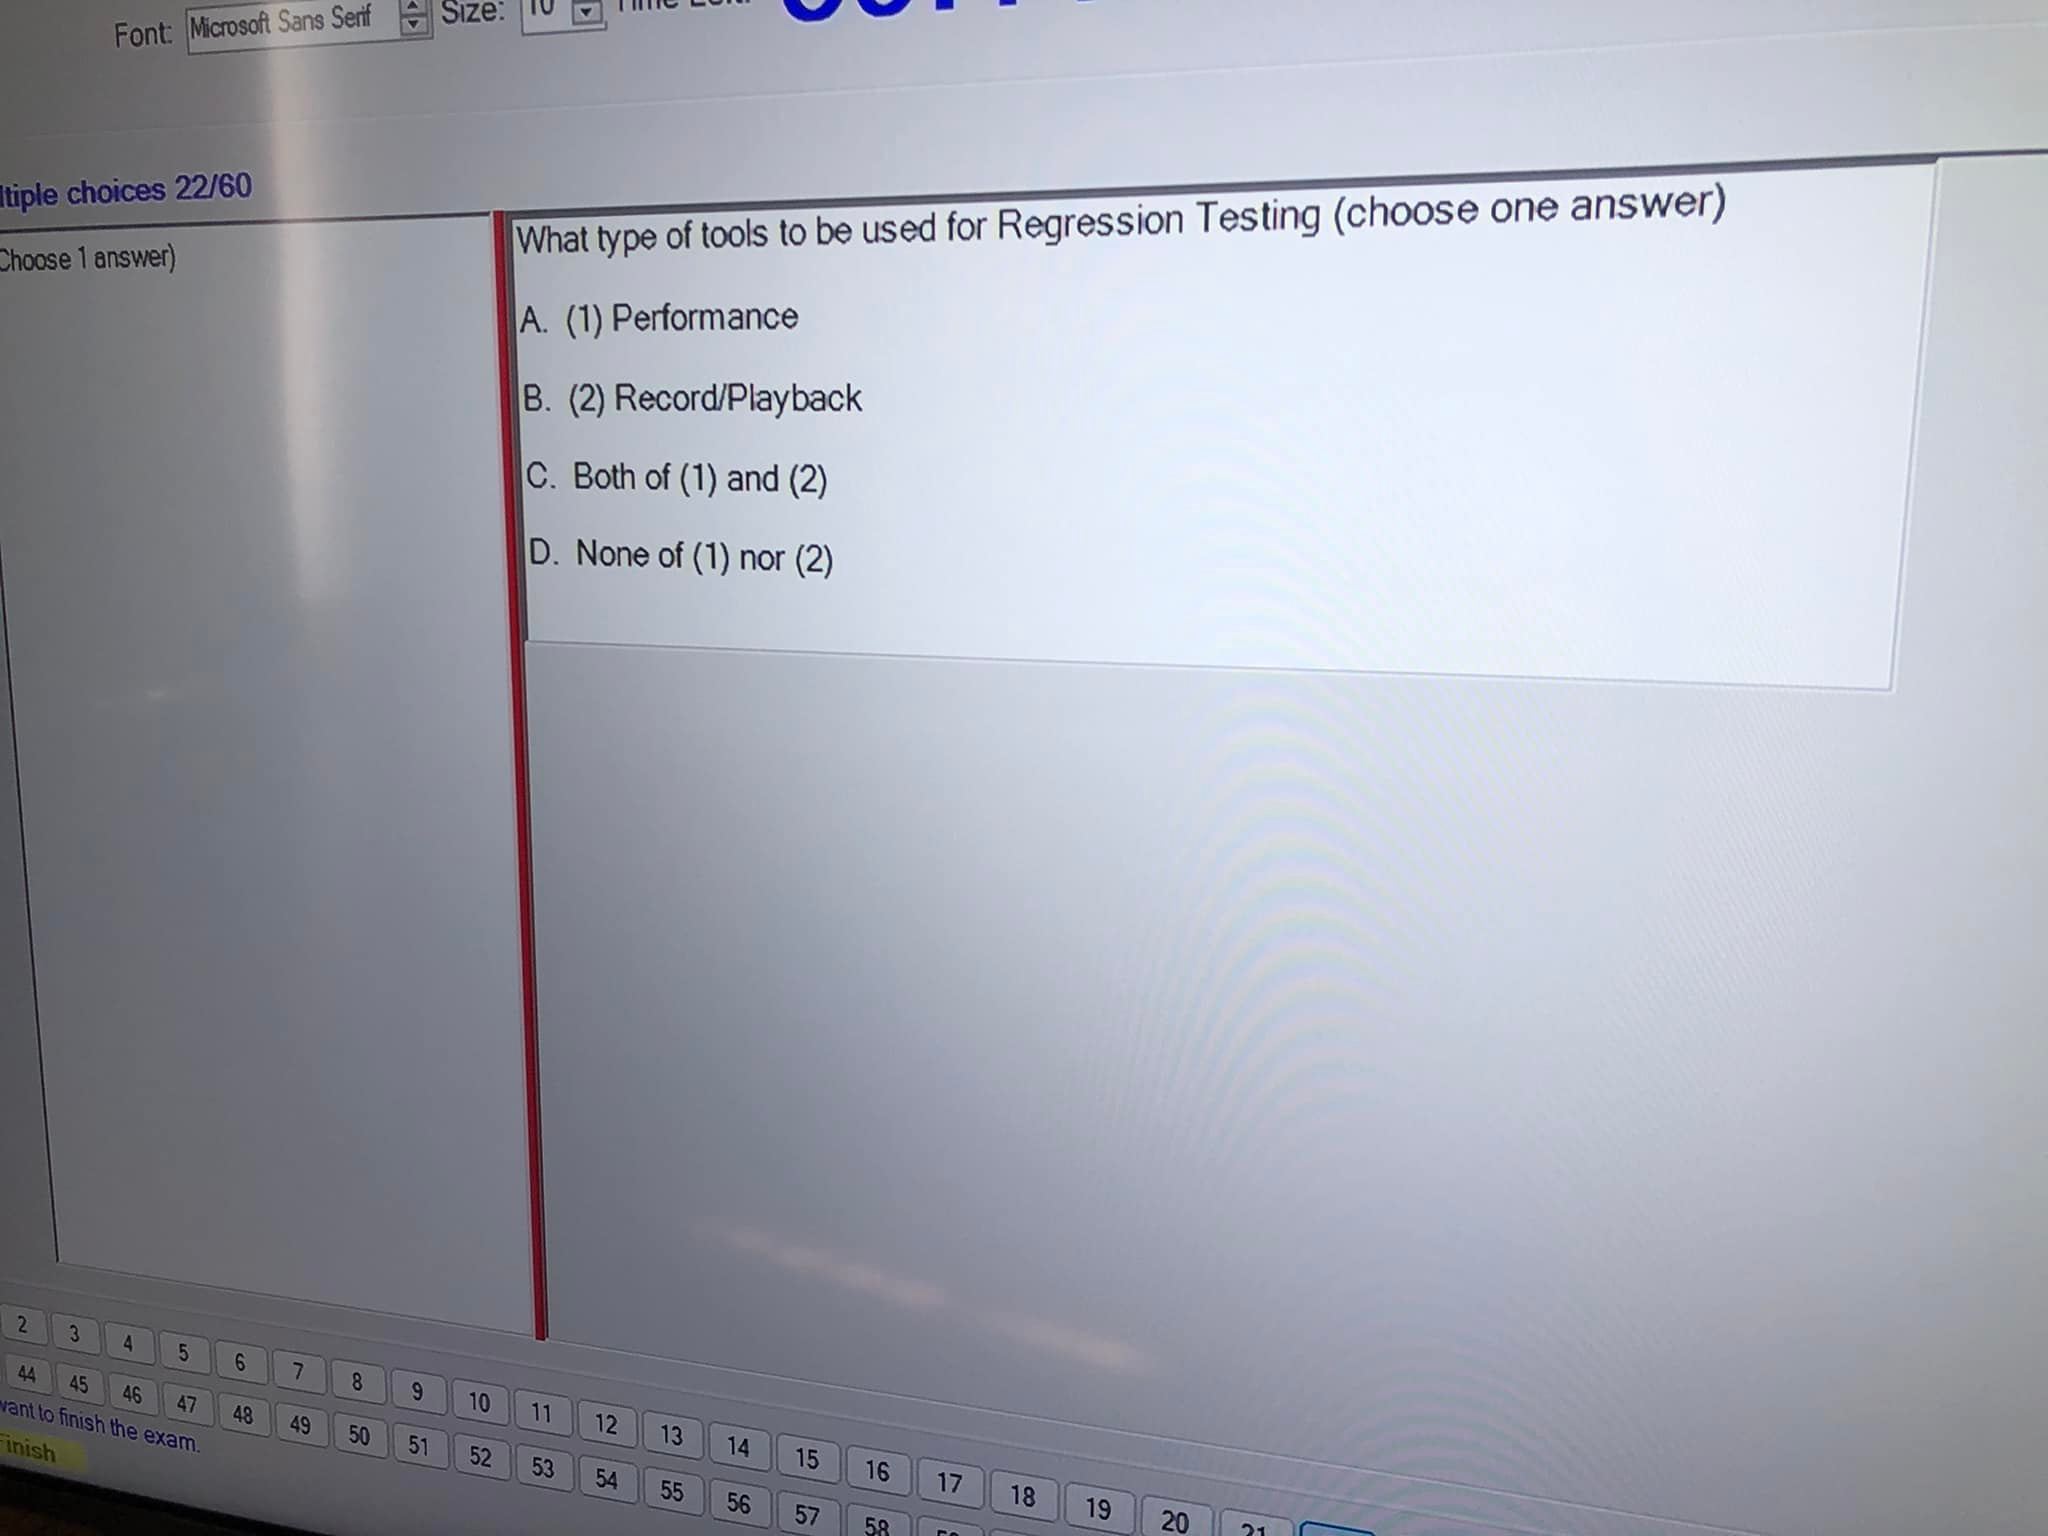 Font: Microsoft Sans Serif Size: 10
choices 22/60
Choose 1 answer)
What type of tools to be used for Regression Testing (choose one answer)
A. (1) Performance
B. (2) Record/Playback
C. Both of (1) and (2)
D. None of (1) nor (2)
2 3 4 5 6 7 8 9 10 11 12 13 14 15 16 17 18 19 20 21
44 45 46 47 48 49 50 51 52 53 54 55 56 57 58
want to finish the exam.
Finish